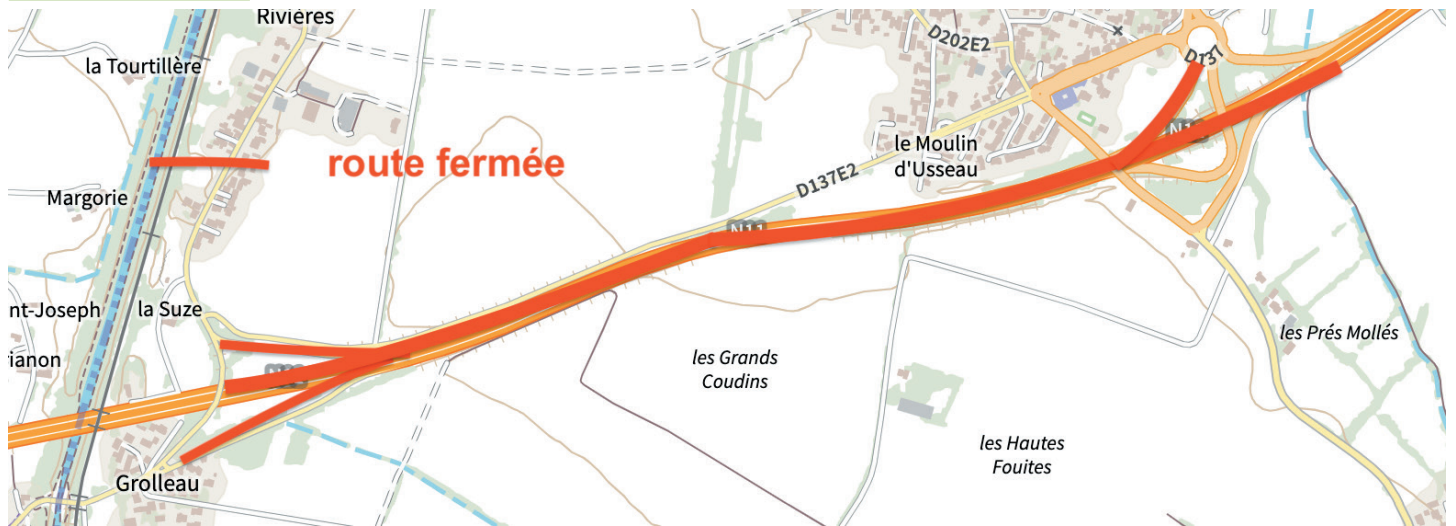 Rivières
D202E2
la Tourtillère
D137
le Moulin
d'Usseau
route fermée
D137E2
Margorie
N11
nt-Joseph
la Suze
les Prés Mollés
rianon
les Grands
Coudins
les Hautes
Fouites
Grolleau